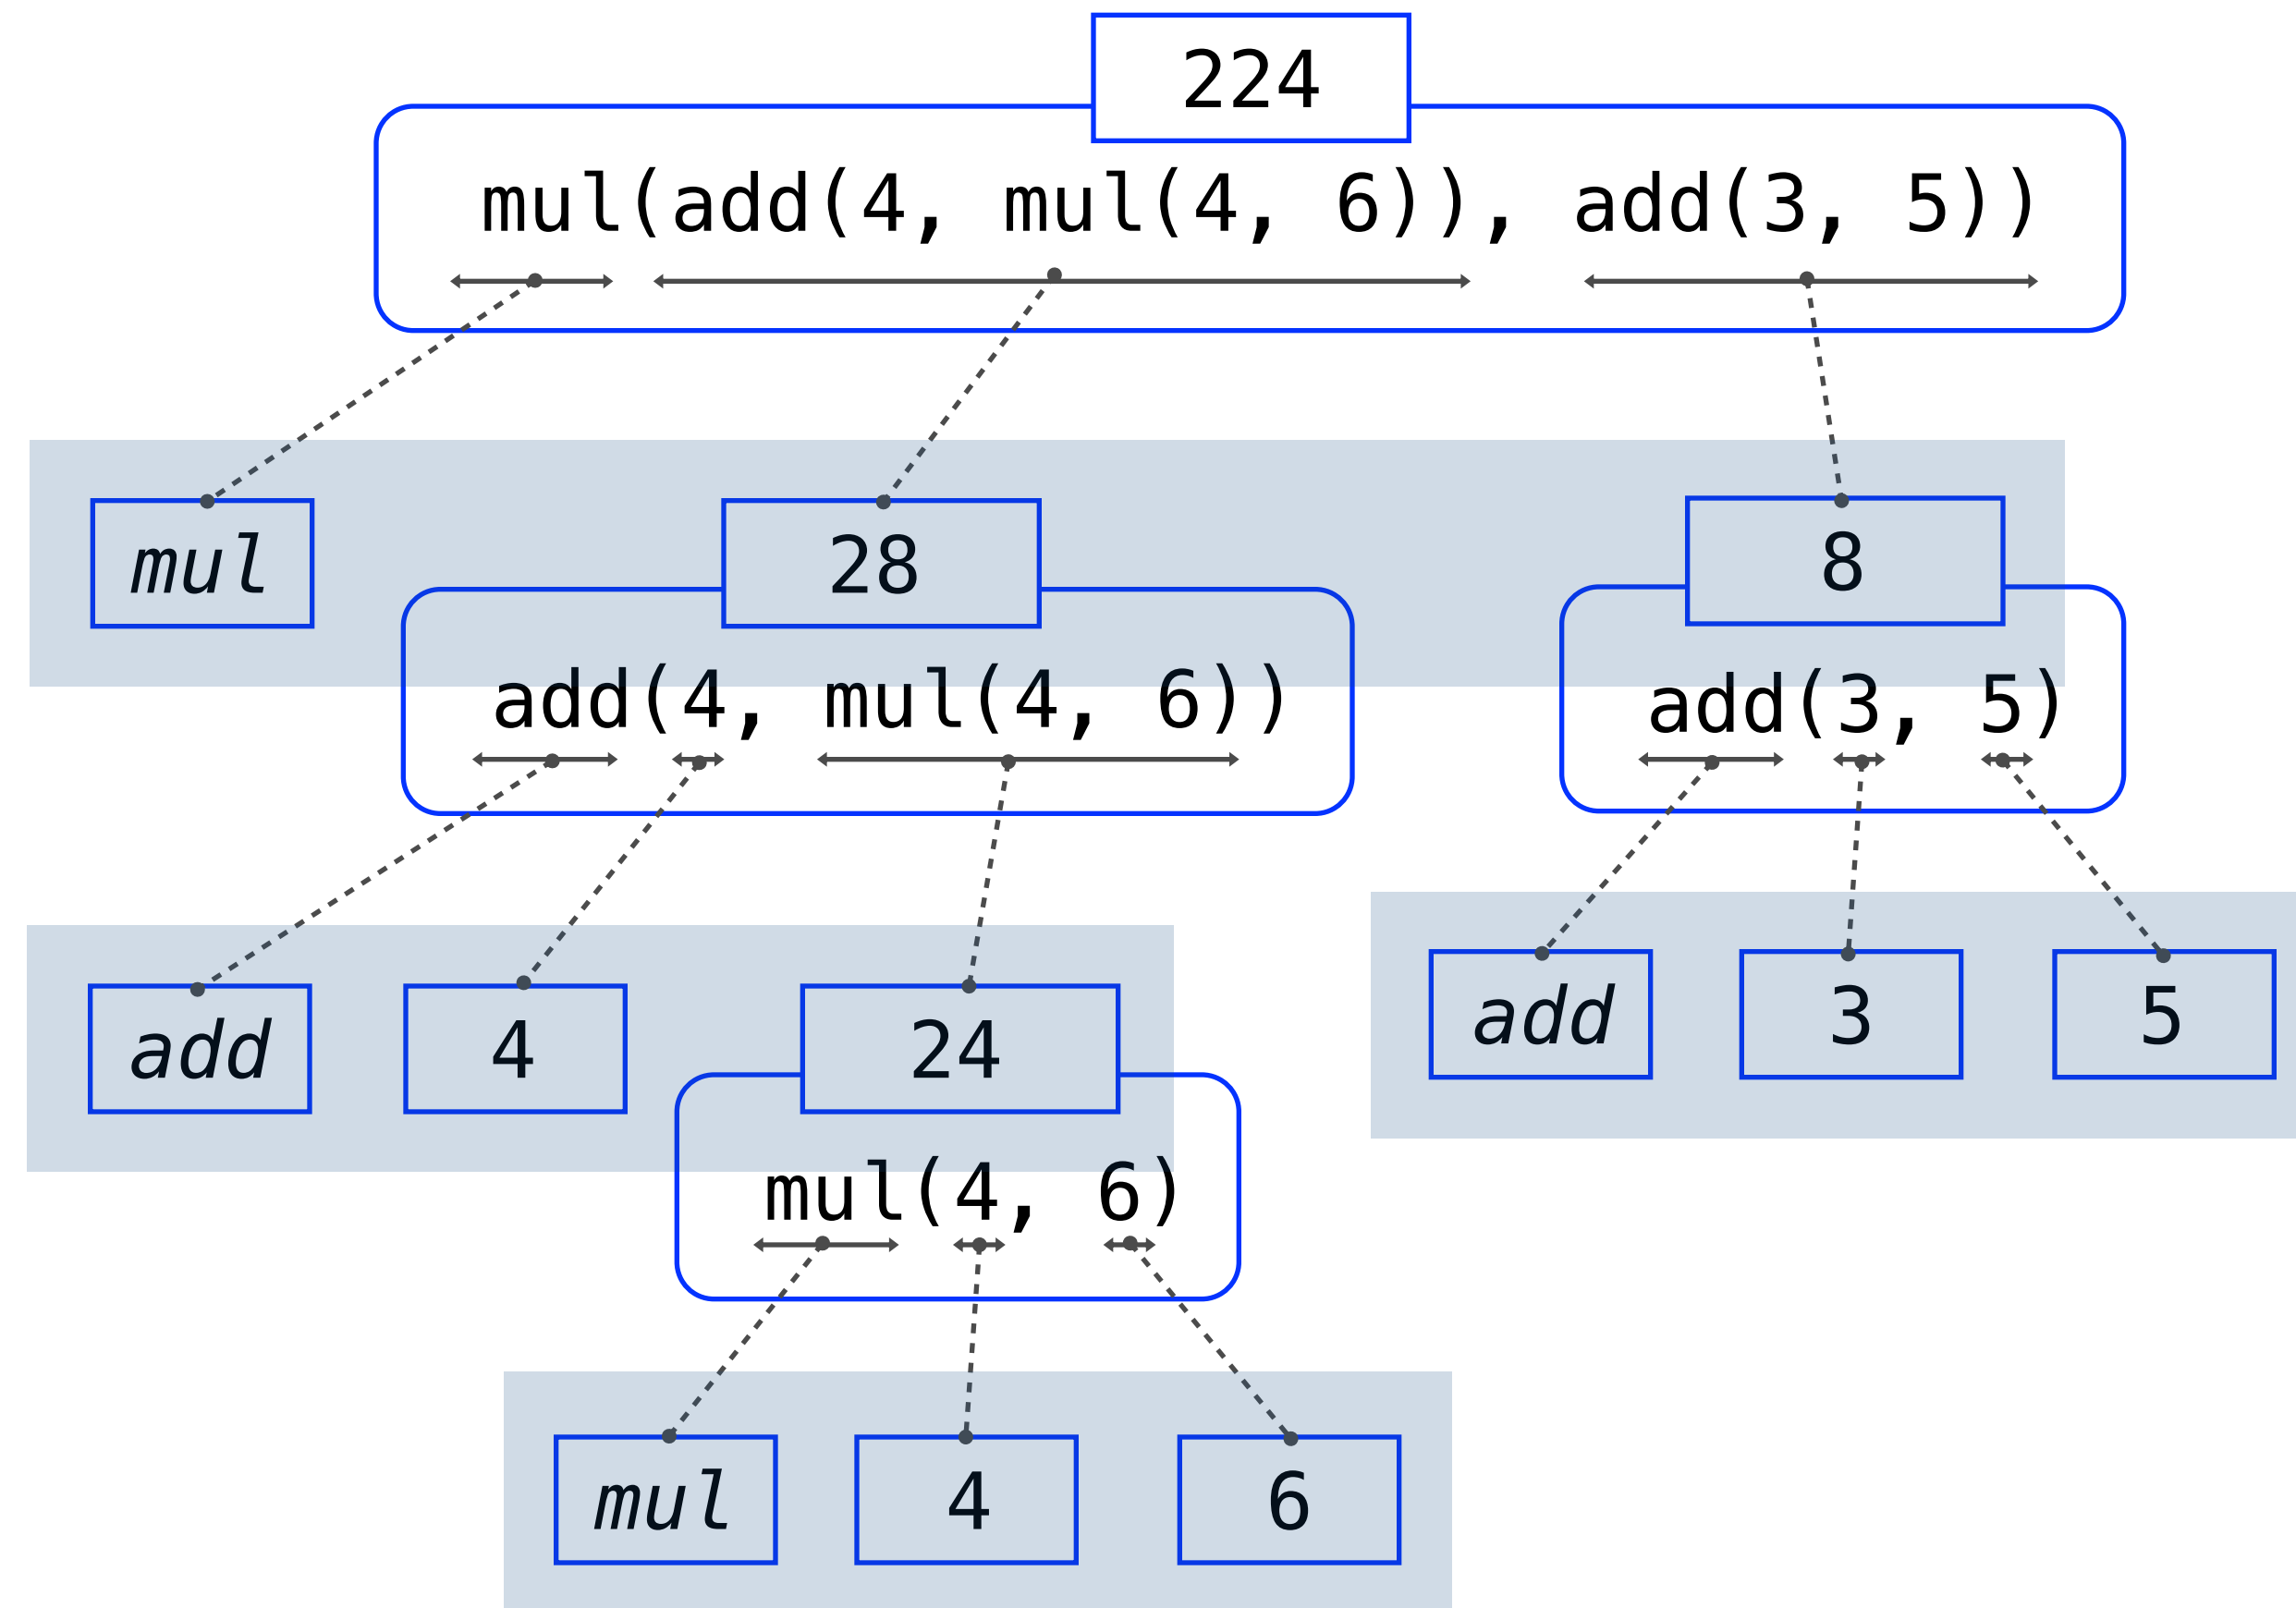 224
mul(add(4, mul(4, 6)), add(3, 5))
mul 28 8
add(4, mul(4, 6)) add(3, 5)
add 4 24 add 3 5
mul(4, 6)
mul 4 6